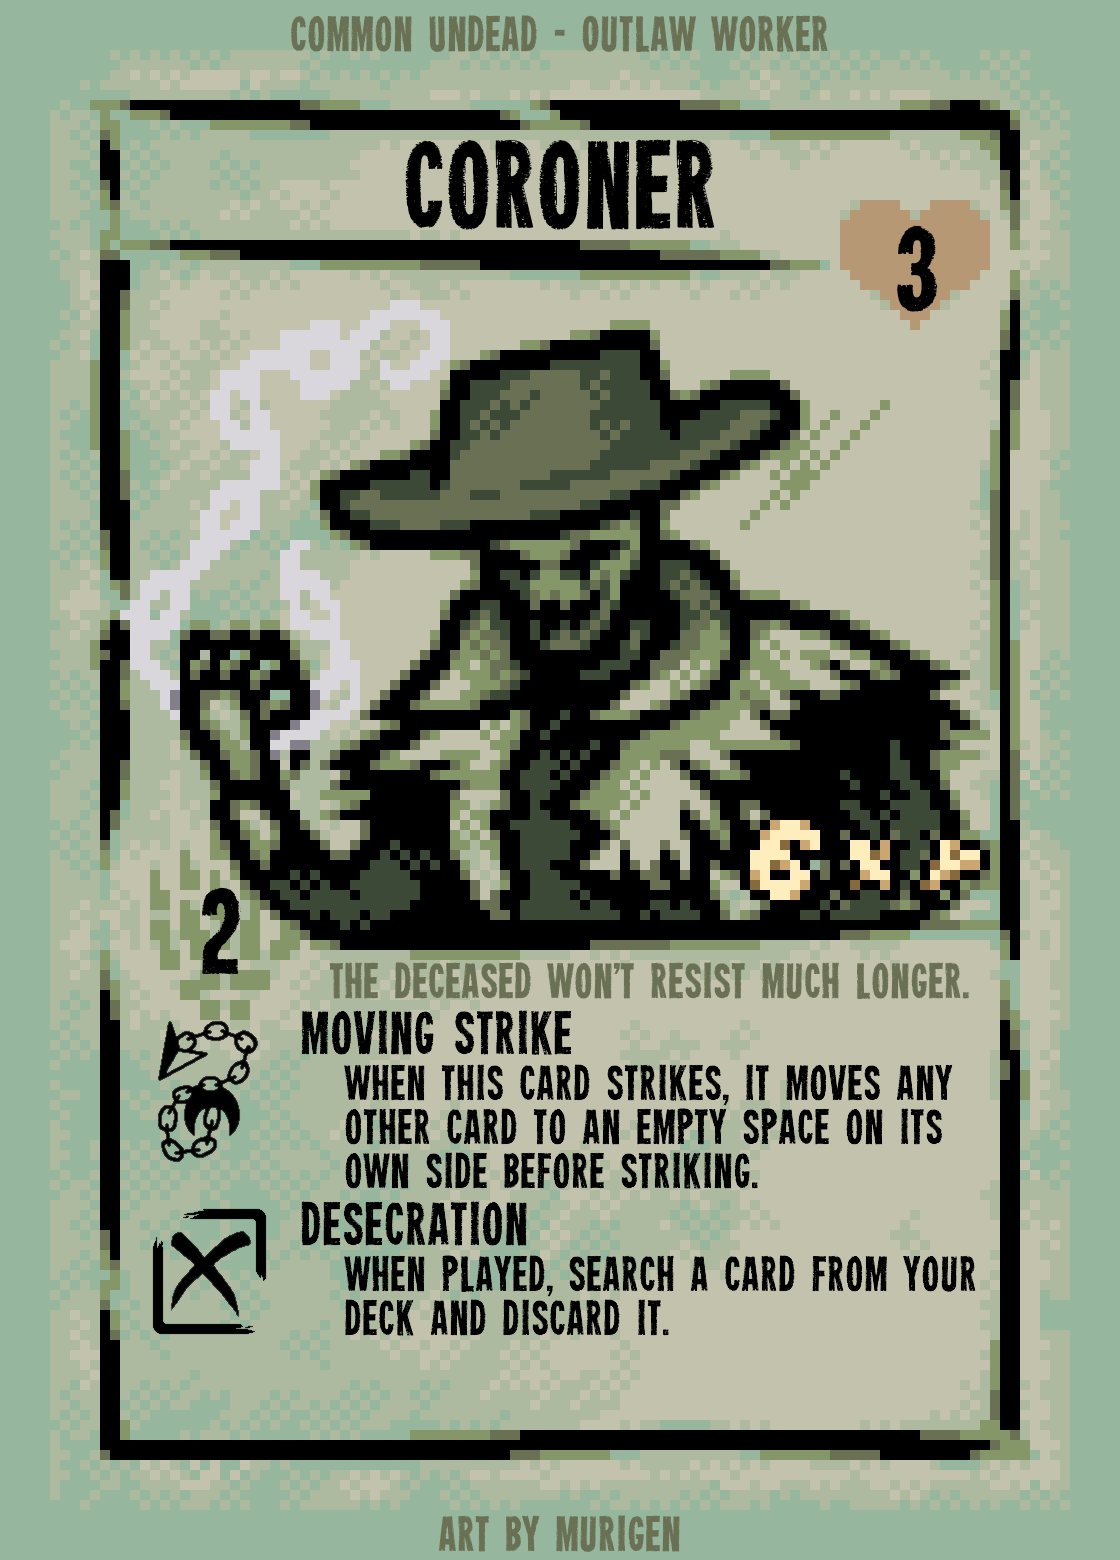 COMMON UNDEAD - OUTLAW WORKER
CORONER
3
2
THE DECEASED WON'T RESIST MUCH LONGER.
MOVING STRIKE
WHEN THIS CARD STRIKES, IT MOVES ANY
OTHER CARD TO AN EMPTY SPACE ON ITS
OWN SIDE BEFORE STRIKING.
DESECRATION
WHEN PLAYED, SEARCH A CARD FROM YOUR
DECK AND DISCARD IT.
ART BY MURIGEN